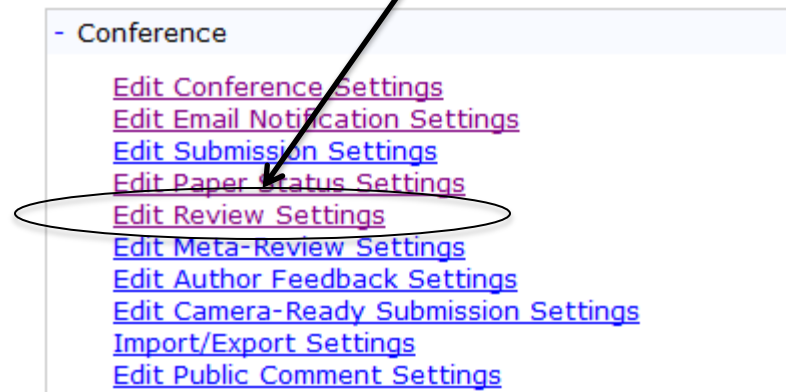 - Conference
Edit Conference Settings
Edit Email Notification Settings
Edit Submission Settings
Edit Paper Status Settings
Edit Review Settings
Edit Meta-Review Settings
Edit Author Feedback Settings
Edit Camera-Ready Submission Settings
Import/Export Settings
Edit Public Comment Settings